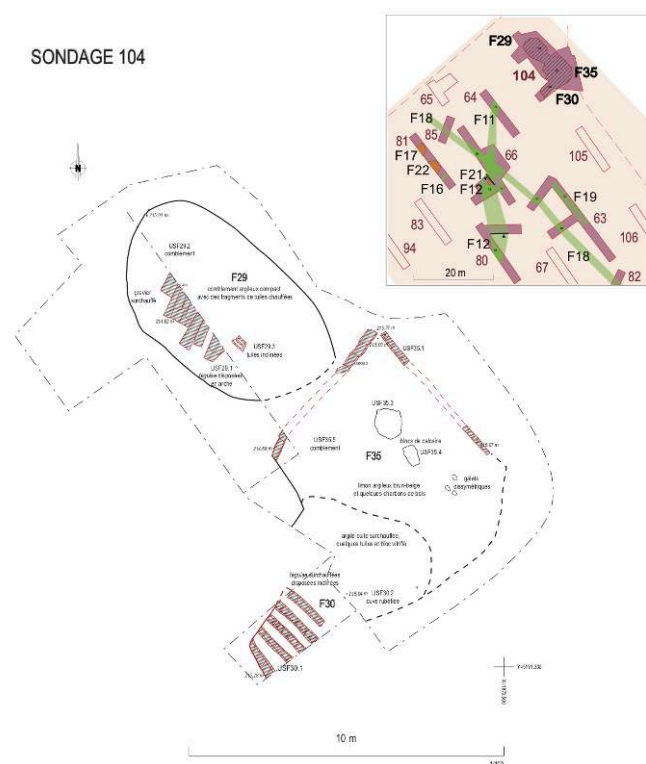 SONDAGE 104
F29
104
F35
F30
65
64
F18
F11
85
81
F17
66
105
F22
F21
F16
F12
F19
83
63
94
F12
80
67
F18
106
82
20 m
N
USF29.2
comblement
F29
comblement argileux compact
avec des fragments de tuiles chauffées
gravier
surchauffé
USF29.3
tuiles inclinées
USF29.1
tegulae disposées
en arche
USF35.1
USF35.3
USF35.5
comblement
F35
blocs de calcaire
USF35.4
galets
dissymétriques
limon argileux brun-beige
et quelques charbons de bois
argile cuite surchauffée,
quelques tuiles et bloc vitrifié
tegulae surchauffées
disposées inclinées
F30
USF30.2
cuve rubéfiée
USF30.1
10 m